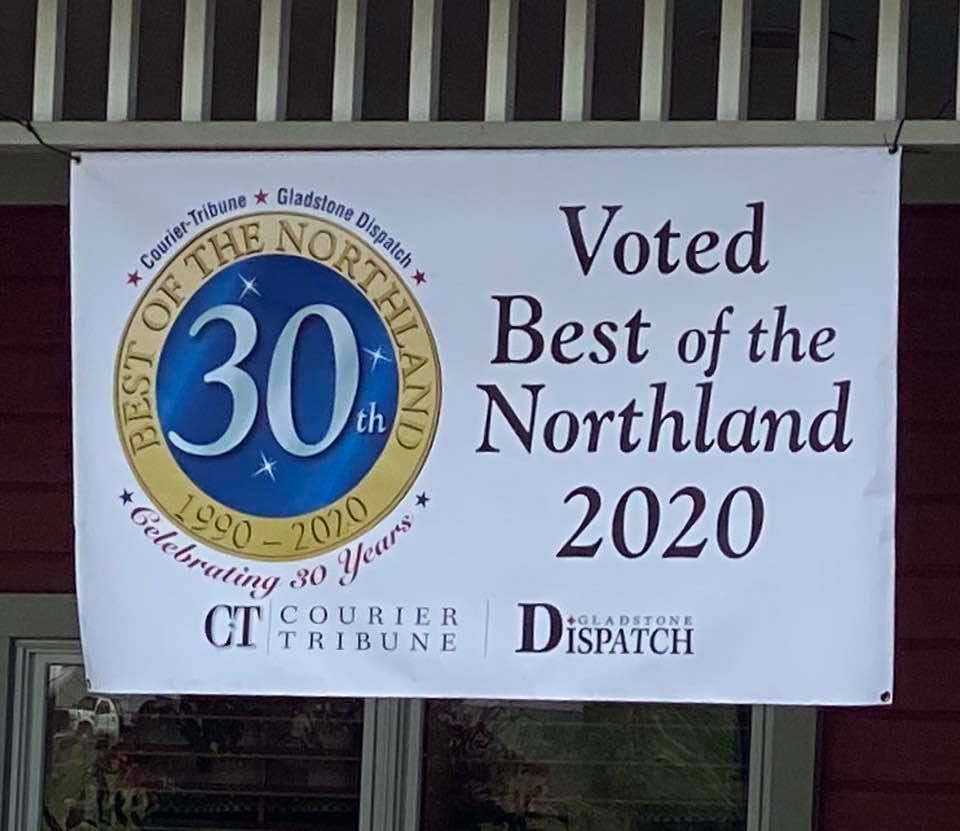 Courier-Tribune ★ Gladstone Dispatch
BEST OF THE NORTHLAND
30th
1990 – 2020
Celebrating 30 Years
Voted
Best of the
Northland
2020
CT COURIER
TRIBUNE
GLADSTONE
DISPATCH